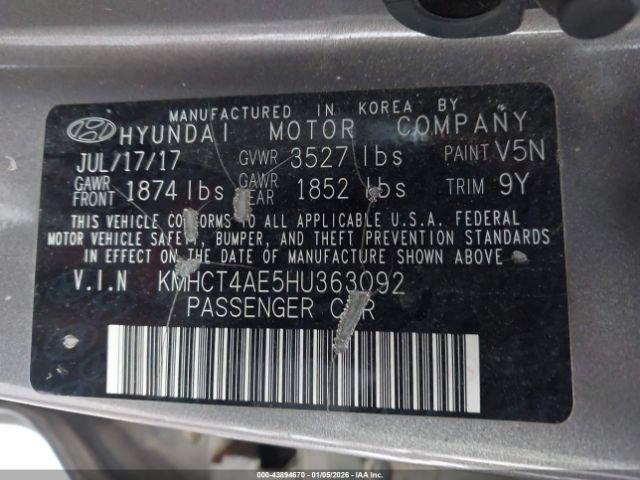 MANUFACTURED IN KOREA BY
HYUNDAI MOTOR COMPANY
JUL/17/17 GVWR 3527 lbs PAINT V5N
GAWR FRONT 1874 lbs GAWR REAR 1852 lbs TRIM 9Y
THIS VEHICLE CONFORMS TO ALL APPLICABLE U.S.A. FEDERAL
MOTOR VEHICLE SAFETY, BUMPER, AND THEFT PREVENTION STANDARDS
IN EFFECT ON THE DATE OF MANUFACTURE SHOWN ABOVE.
V.I.N KMHCT4AE5HU363092
PASSENGER CAR
000-43894670 | 01/05/2026 - COPYRIGHT IAA, LLC